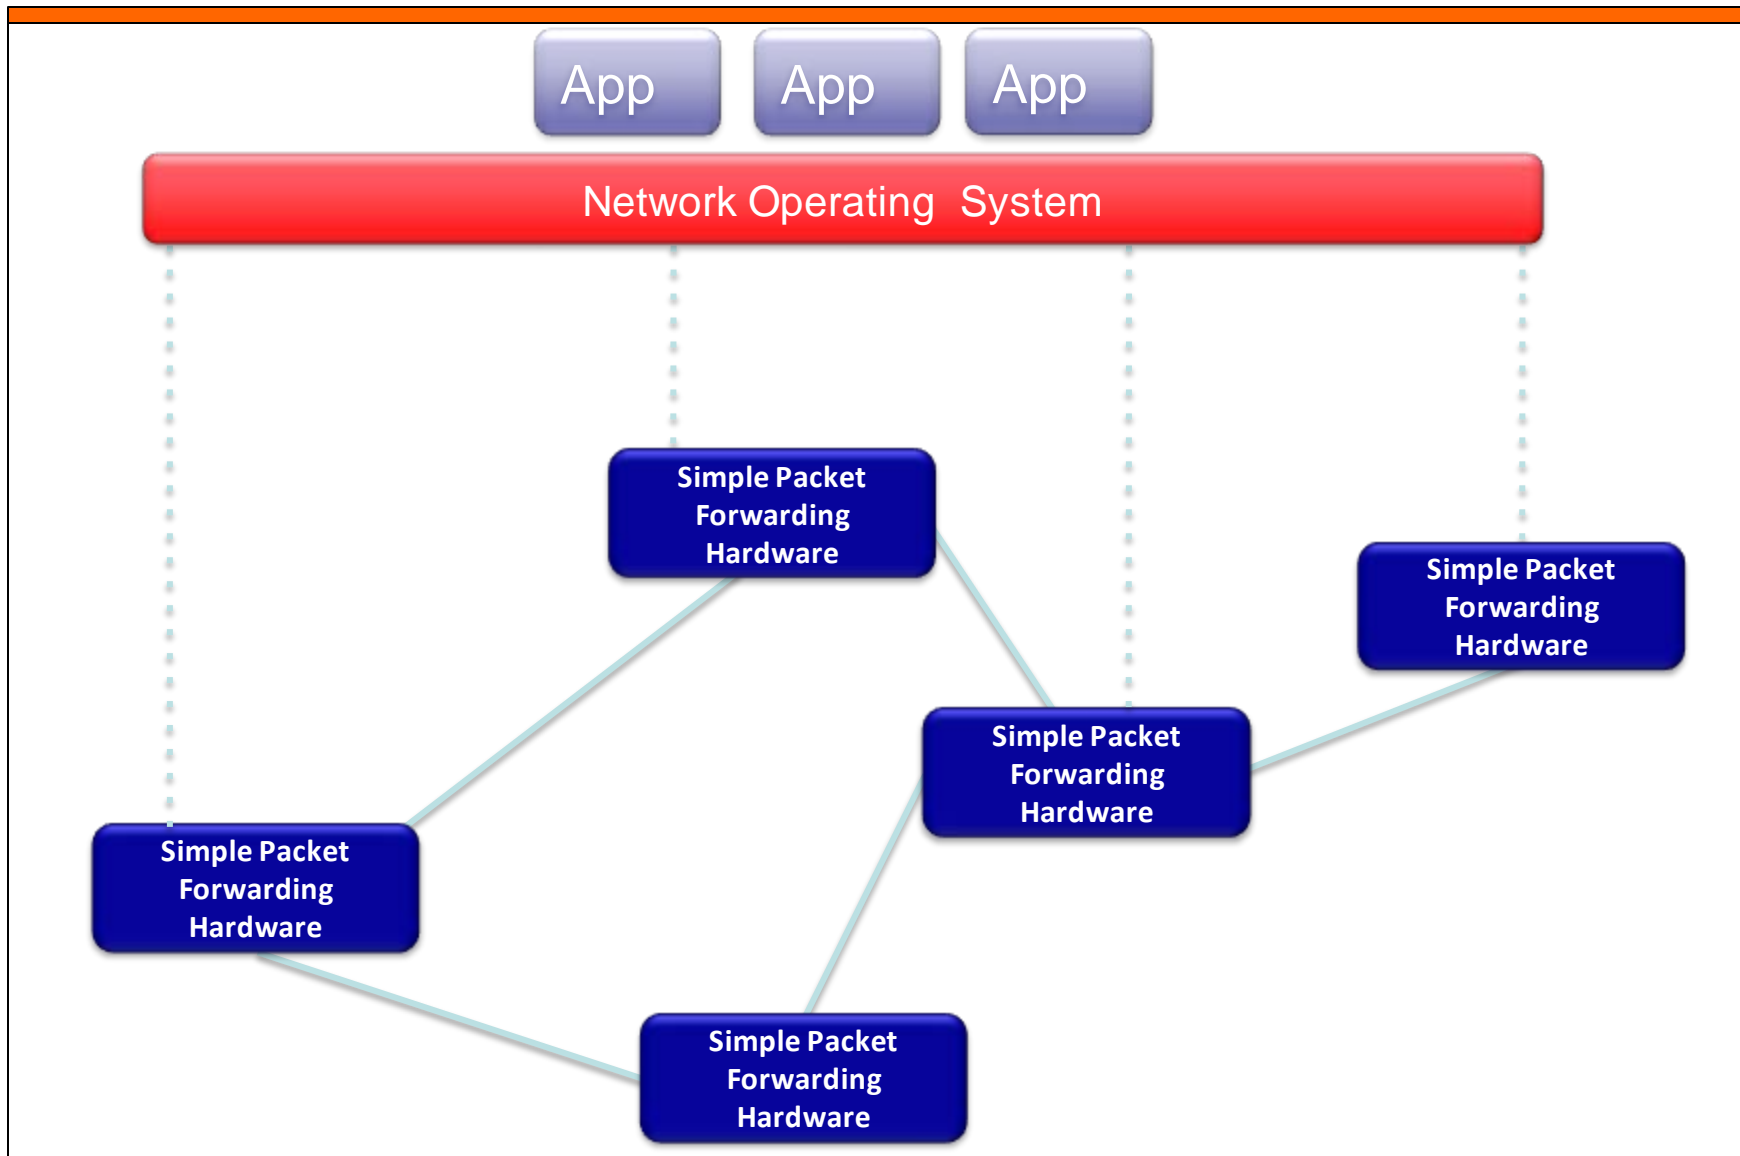 App
App
App
Network Operating System
Simple Packet
Forwarding
Hardware
Simple Packet
Forwarding
Hardware
Simple Packet
Forwarding
Hardware
Simple Packet
Forwarding
Hardware
Simple Packet
Forwarding
Hardware